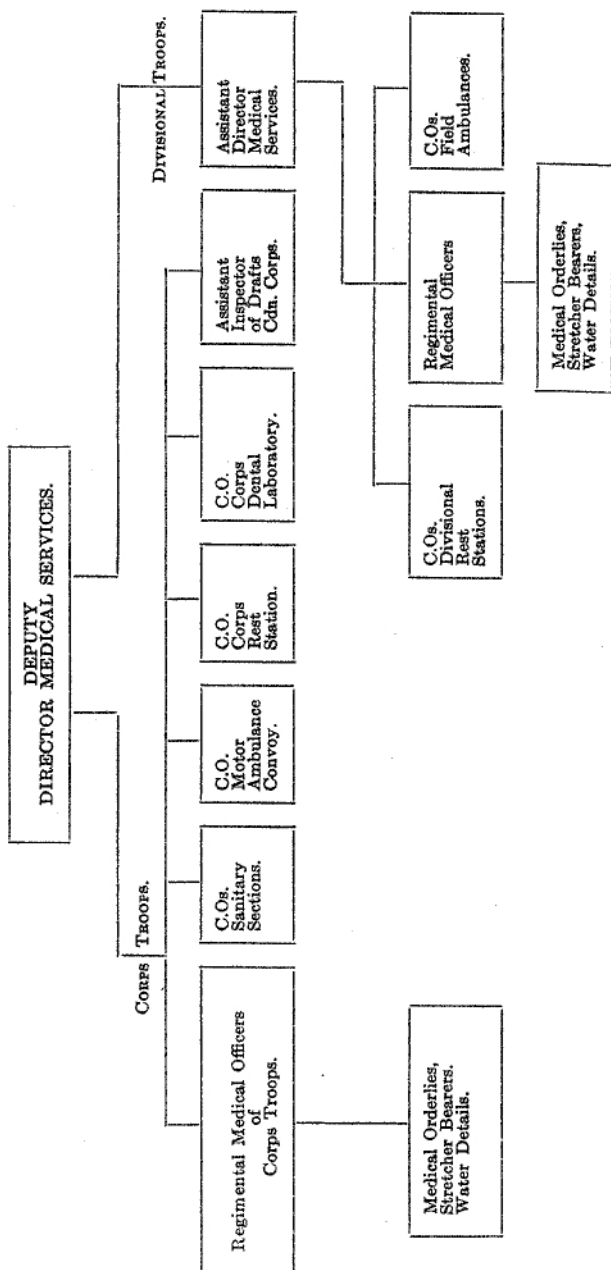 DEPUTY
DIRECTOR MEDICAL SERVICES.
CORPS TROOPS.
DIVISIONAL TROOPS.
Regimental Medical Officers
of
Corps Troops.
C.Os.
Sanitary
Sections.
C.O.
Motor
Ambulance
Convoy.
C.O.
Corps
Rest
Station.
C.O.
Corps
Dental
Laboratory.
Assistant
Inspector
of Drafts
Cdn. Corps.
Assistant
Director
Medical
Services.
Medical Orderlies,
Stretcher Bearers.
Water Details.
C.Os.
Divisional
Rest
Stations.
Regimental
Medical Officers
C.Os.
Field
Ambulances.
Medical Orderlies,
Stretcher Bearers,
Water Details.